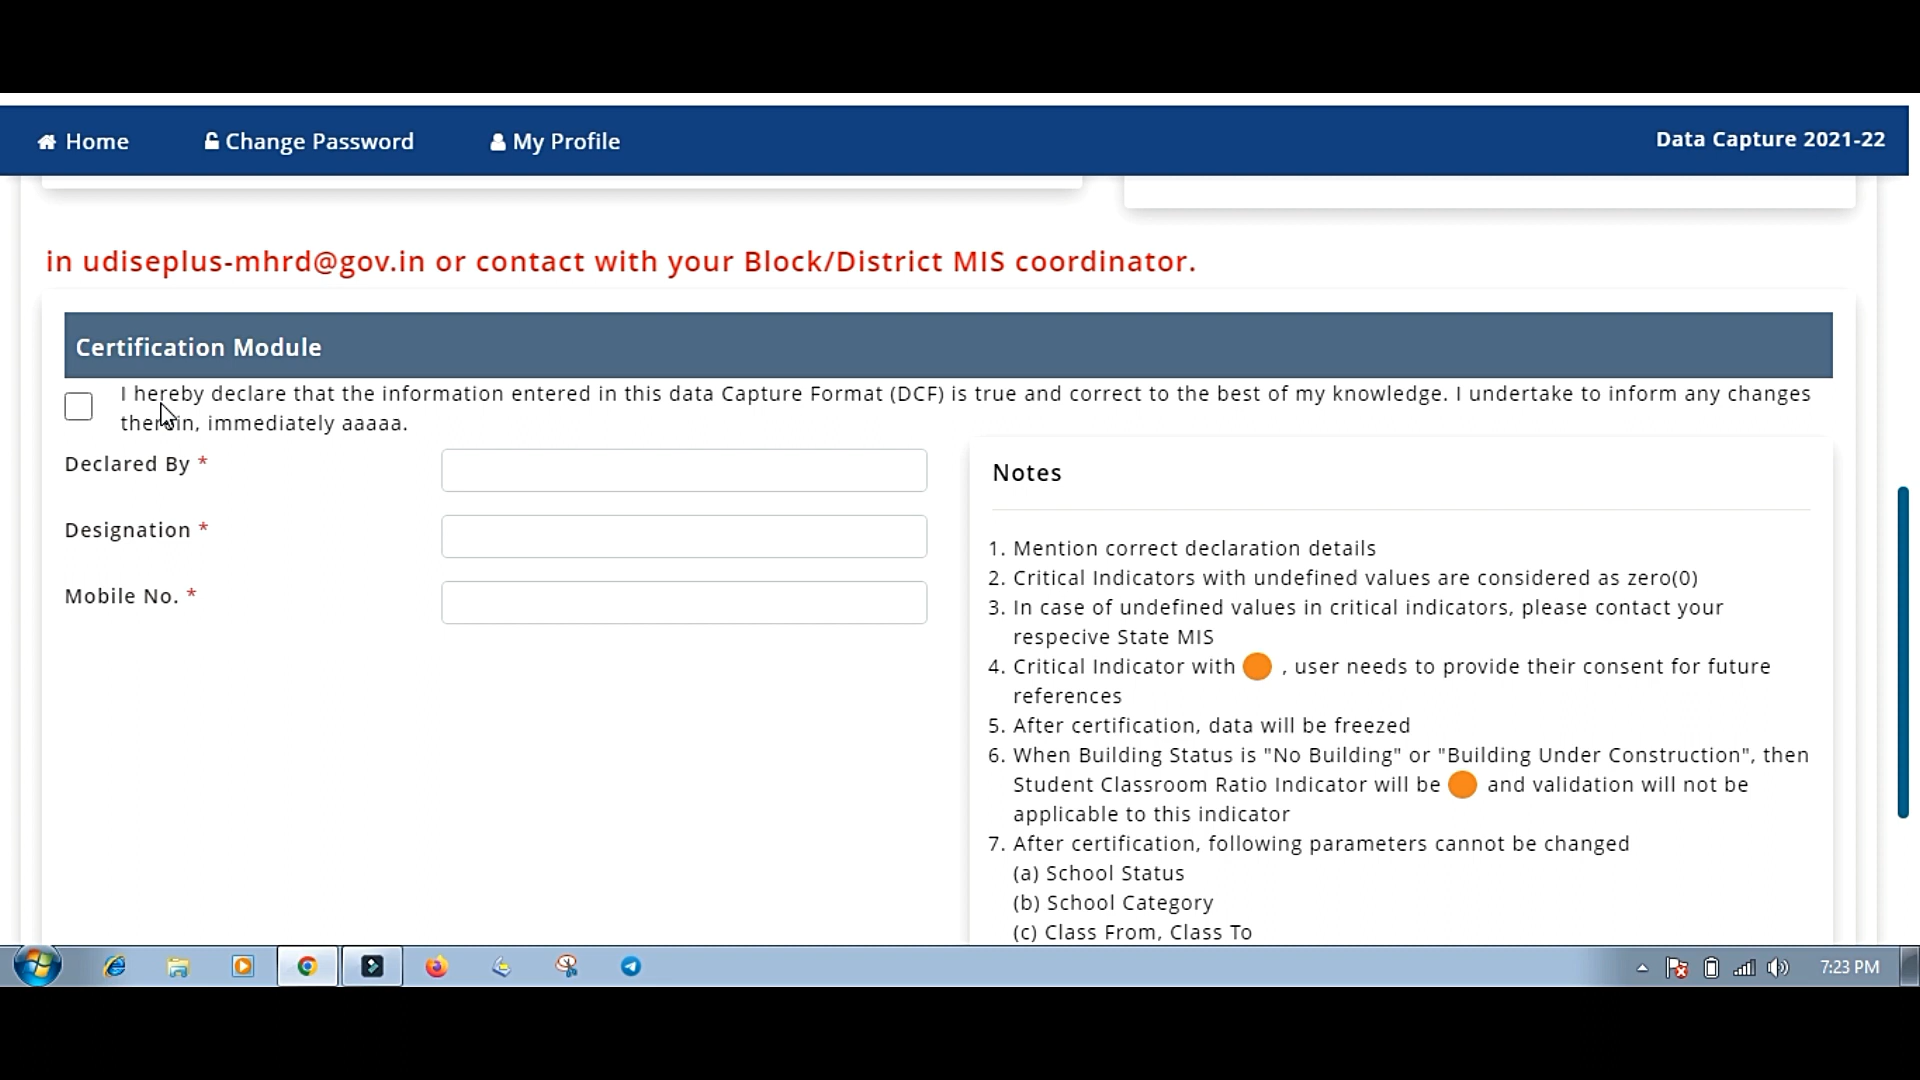 Home Change Password My Profile Data Capture 2021-22
in udiseplus-mhrd@gov.in or contact with your Block/District MIS coordinator.
Certification Module
I hereby declare that the information entered in this data Capture Format (DCF) is true and correct to the best of my knowledge. I undertake to inform any changes
therein, immediately aaaaa.
Declared By *
Designation *
Mobile No. *
Notes
1. Mention correct declaration details
2. Critical Indicators with undefined values are considered as zero(0)
3. In case of undefined values in critical indicators, please contact your
respecive State MIS
4. Critical Indicator with , user needs to provide their consent for future
references
5. After certification, data will be freezed
6. When Building Status is "No Building" or "Building Under Construction", then
Student Classroom Ratio Indicator will be and validation will not be
applicable to this indicator
7. After certification, following parameters cannot be changed
(a) School Status
(b) School Category
(c) Class From, Class To
7:23 PM